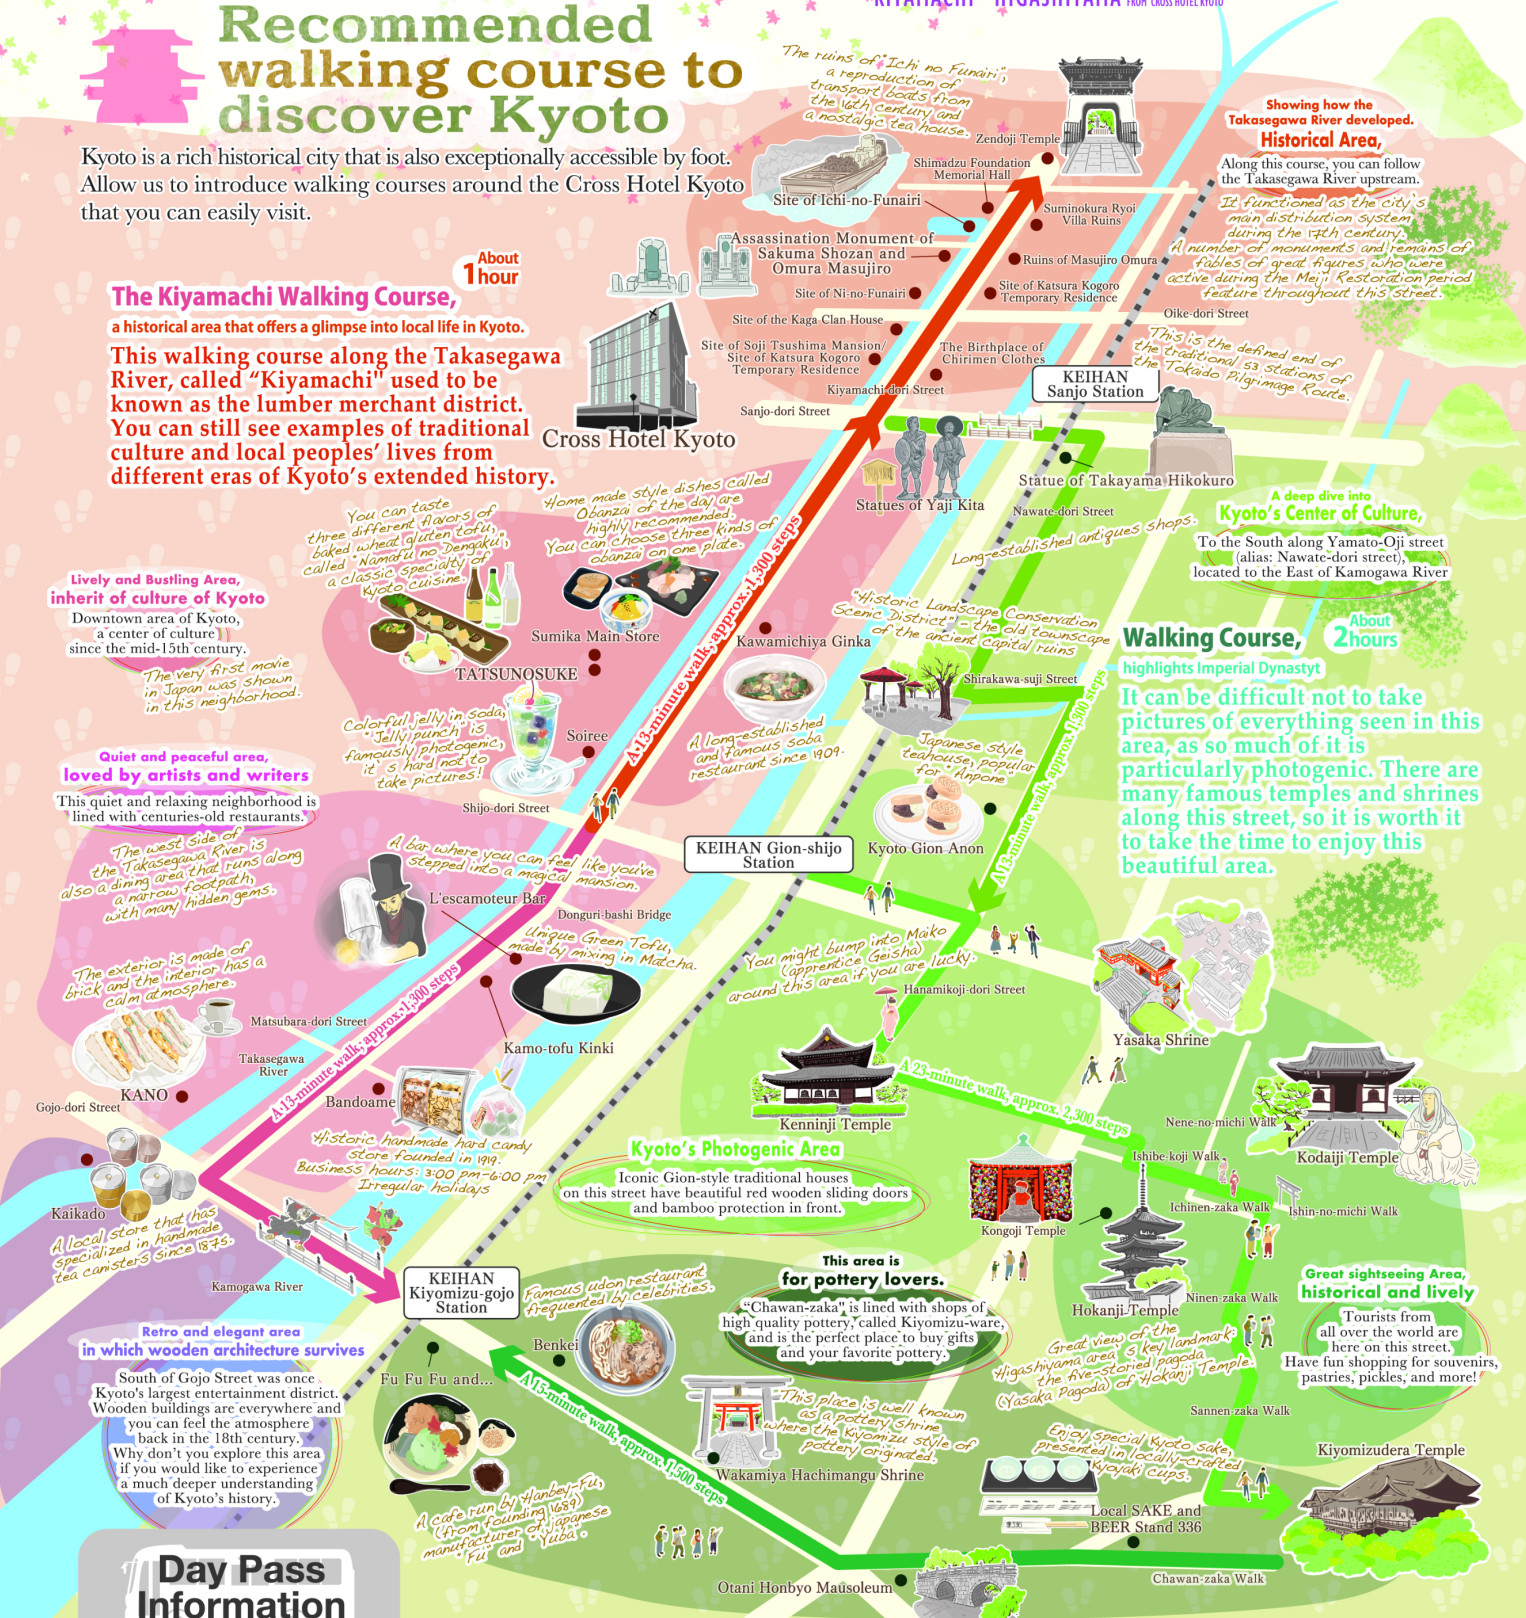 "KIYAMACHI" "HIGASHIYAMA" FROM CROSS HOTEL KYOTO
Recommended
walking course to
discover Kyoto
Kyoto is a rich historical city that is also exceptionally accessible by foot.
Allow us to introduce walking courses around the Cross Hotel Kyoto
that you can easily visit.
About
1 hour
The Kiyamachi Walking Course,
a historical area that offers a glimpse into local life in Kyoto.
This walking course along the Takasegawa
River, called “Kiyamachi" used to be
known as the lumber merchant district.
You can still see examples of traditional
culture and local peoples’ lives from
different eras of Kyoto’s extended history.
The ruins of "Ichi no Funairi",
a reproduction of
transport boats from
the 16th century and
a nostalgic tea house.
Zendoji Temple
Shimadzu Foundation
Memorial Hall
Site of Ichi-no-Funairi
Suminokura Ryoi
Villa Ruins
Assassination Monument of
Sakuma Shozan and
Omura Masujiro
Ruins of Masujiro Omura
Site of Ni-no-Funairi
Site of Katsura Kogoro
Temporary Residence
Site of the Kaga Clan House
Oike-dori Street
Site of Soji Tsushima Mansion/
Site of Katsura Kogoro
Temporary Residence
The Birthplace of
Chirimen Clothes
Kiyamachi-dori Street
Sanjo-dori Street
Cross Hotel Kyoto
KEIHAN
Sanjo Station
Showing how the
Takasegawa River developed.
Historical Area,
Along this course, you can follow
the Takasegawa River upstream.
It functioned as the city's
main distribution system
during the 17th century.
A number of monuments and remains of
fables of great figures who were
active during the Meiji Restoration period
feature throughout this street.
This is the defined end of
the traditional 53 stations of
the Tokaido Pilgrimage Route.
Statue of Takayama Hikokuro
Statues of Yaji Kita
Nawate-dori Street
Long-established antiques shops.
A deep dive into
Kyoto’s Center of Culture,
To the South along Yamato-Oji street
(alias: Nawate-dori street),
located to the East of Kamogawa River
You can taste
three different flavors of
baked wheat gluten tofu,
called "Namafu no Dengaku",
a classic specialty of
Kyoto cuisine.
Home made style dishes called
Obanzai of the day are
highly recommended.
You can choose three kinds of
obanzai on one plate.
A 13-minute walk, approx. 1,300 steps
Sumika Main Store
TATSUNOSUKE
Kawamichiya Ginka
A long-established
and famous soba
restaurant since 1909.
Lively and Bustling Area,
inherit of culture of Kyoto
Downtown area of Kyoto,
a center of culture
since the mid-15th century.
The very first movie
in Japan was shown
in this neighborhood.
Colorful jelly in soda,
"Jelly punch" is
famously photogenic,
it's hard not to
take pictures!
Soiree
Shijo-dori Street
"Historic Landscape Conservation
Scenic District" - the old townscape
of the ancient capital ruins
Shirakawa-suji Street
Walking Course,
About
2 hours
highlights Imperial Dynastyt
It can be difficult not to take
pictures of everything seen in this
area, as so much of it is
particularly photogenic. There are
many famous temples and shrines
along this street, so it is worth it
to take the time to enjoy this
beautiful area.
A 13-minute walk, approx. 1,300 steps
Japanese style
teahouse, popular
for "Anpone"
Kyoto Gion Anon
KEIHAN Gion-shijo
Station
Quiet and peaceful area,
loved by artists and writers
This quiet and relaxing neighborhood is
lined with centuries-old restaurants.
The west side of
the Takasegawa River is
also a dining area that runs along
a narrow footpath,
with many hidden gems.
A bar where you can feel like you've
stepped into a magical mansion.
L'escamoteur Bar
Donguri-bashi Bridge
Unique Green Tofu,
made by mixing in Matcha.
Kamo-tofu Kinki
The exterior is made of
brick and the interior has a
calm atmosphere.
A 13-minute walk, approx. 1,300 steps
Matsubara-dori Street
Takasegawa
River
KANO
Gojo-dori Street
Bandoame
Historic handmade hard candy
store founded in 1919.
Business hours: 3:00 pm-6:00 pm
Irregular holidays
Kaikado
A local store that has
specialized in handmade
tea canisters since 1875.
Kamogawa River
KEIHAN
Kiyomizu-gojo
Station
You might bump into Maiko
(apprentice Geisha)
around this area if you are lucky.
Hanamikoji-dori Street
Yasaka Shrine
Kenninji Temple
A 23-minute walk, approx. 2,300 steps
Kyoto’s Photogenic Area
Iconic Gion-style traditional houses
on this street have beautiful red wooden sliding doors
and bamboo protection in front.
Nene-no-michi Walk
Kodaiji Temple
Ishibe-koji Walk
Kongoji Temple
Ichinen-zaka Walk
Ishin-no-michi Walk
Hokanji Temple
Ninen-zaka Walk
Great view of the
Higashiyama area's key landmark:
the five-storied pagoda
(Yasaka Pagoda) of Hokanji Temple.
Great sightseeing Area,
historical and lively
Tourists from
all over the world are
here on this street.
Have fun shopping for souvenirs,
pastries, pickles, and more!
Sannen-zaka Walk
This area is
for pottery lovers.
“Chawan-zaka" is lined with shops of
high quality pottery, called Kiyomizu-ware,
and is the perfect place to buy gifts
and your favorite pottery.
Famous udon restaurant
frequented by celebrities.
Benkei
Fu Fu Fu and...
A 15-minute walk, approx. 1,500 steps
A cafe run by Hanbey-Fu,
(from founding 1689)
manufacturer of Japanese
"Fu" and "Yuba".
This place is well known
as a pottery shrine
where the Kiyomizu style of
pottery originated.
Wakamiya Hachimangu Shrine
Enjoy special Kyoto sake,
presented in locally-crafted
Kyoyaki cups.
Local SAKE and
BEER Stand 336
Kiyomizudera Temple
Chawan-zaka Walk
Otani Honbyo Mausoleum
Retro and elegant area
in which wooden architecture survives
South of Gojo Street was once
Kyoto's largest entertainment district.
Wooden buildings are everywhere and
you can feel the atmosphere
back in the 18th century.
Why don’t you explore this area
if you would like to experience
a much deeper understanding
of Kyoto’s history.
Day Pass
Information